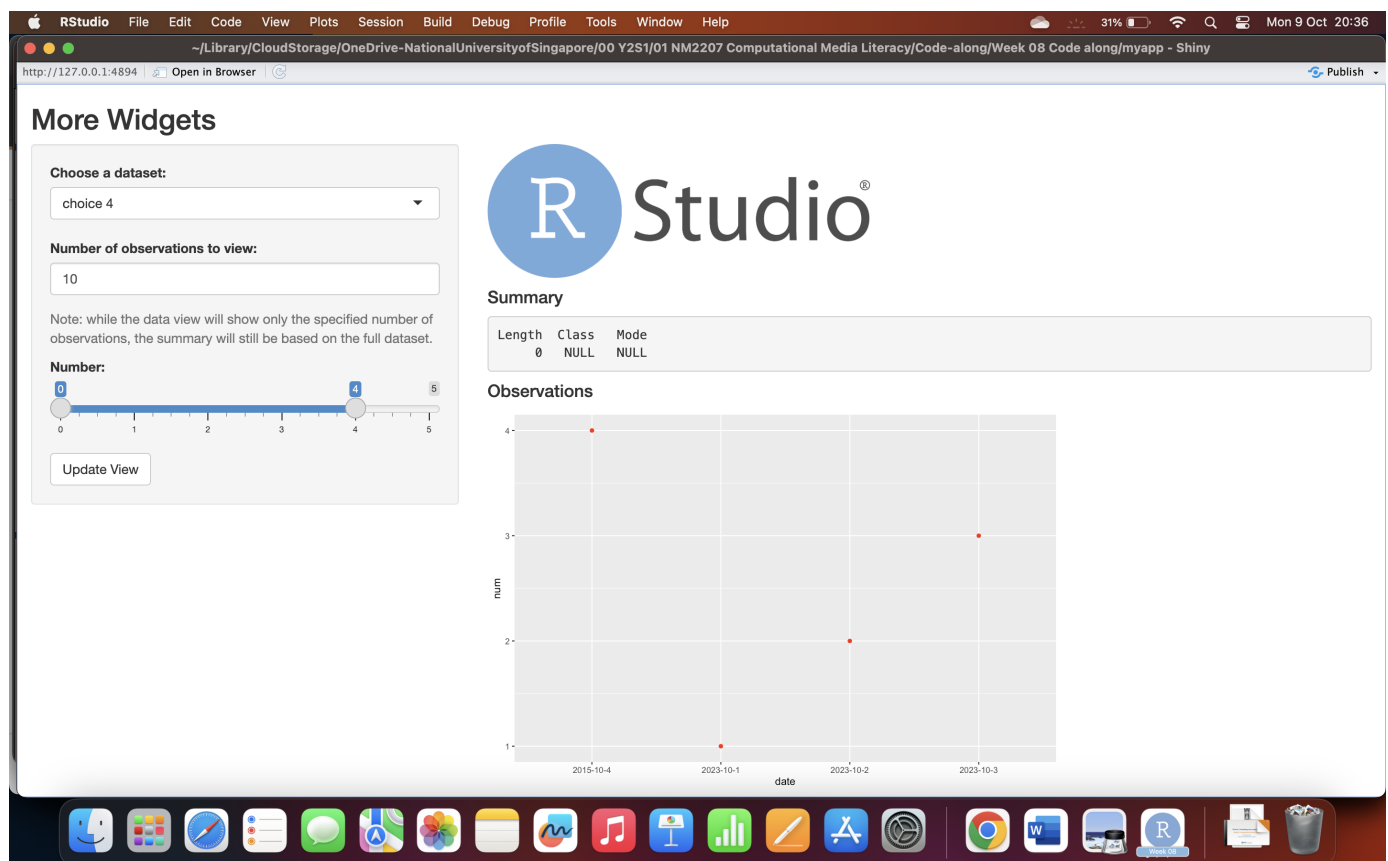 RStudio File Edit Code View Plots Session Build Debug Profile Tools Window Help 31% Mon 9 Oct 20:36
~/Library/CloudStorage/OneDrive-NationalUniversityofSingapore/00 Y2S1/01 NM2207 Computational Media Literacy/Code-along/Week 08 Code along/myapp - Shiny
http://127.0.0.1:4894 Open in Browser Publish
More Widgets
Choose a dataset:
choice 4
Number of observations to view:
10
Note: while the data view will show only the specified number of
observations, the summary will still be based on the full dataset.
Number:
0 4 5
0 1 2 3 4 5
Update View
R Studio®
Summary
Length Class Mode
0 NULL NULL
Observations
4
3
num
2
1
2015-10-4 2023-10-1 2023-10-2 2023-10-3
date
W
R
Week 08